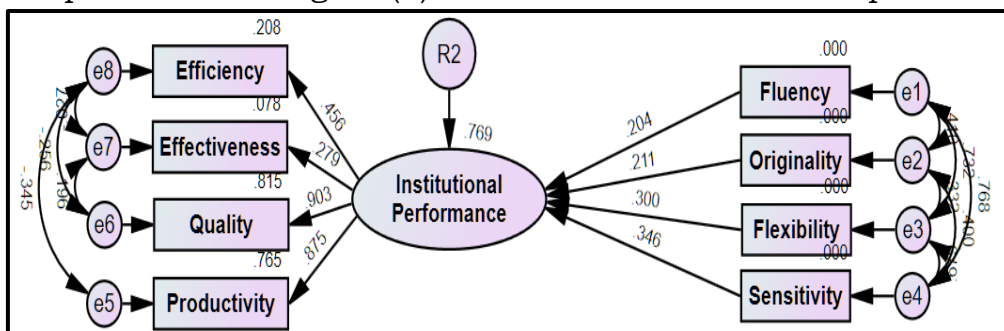 .208
e8
Efficiency
.456
.078
e7
Effectiveness
.279
.815
e6
Quality
.903
.765
e5
Productivity
.875
-.256
-.345
R2
.769
Institutional
Performance
.204
.211
.300
.346
.000
Fluency
e1
.000
Originality
e2
.000
Flexibility
e3
.000
Sensitivity
e4
.732
.768
.400